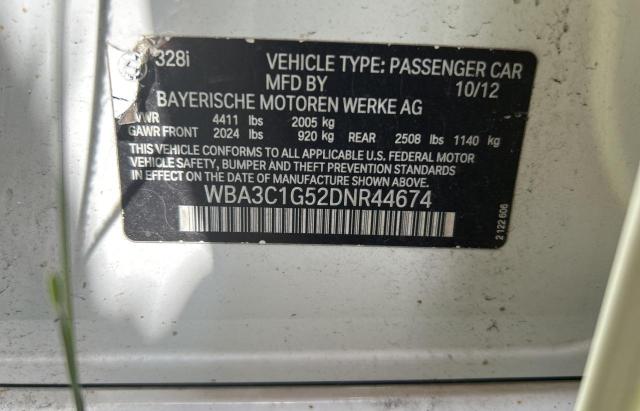 328i VEHICLE TYPE: PASSENGER CAR
MFD BY 10/12
BAYERISCHE MOTOREN WERKE AG
VWR 4411 lbs 2005 kg
GAWR FRONT 2024 lbs 920 kg REAR 2508 lbs 1140 kg
THIS VEHICLE CONFORMS TO ALL APPLICABLE U.S. FEDERAL MOTOR
VEHICLE SAFETY, BUMPER AND THEFT PREVENTION STANDARDS
IN EFFECT ON THE DATE OF MANUFACTURE SHOWN ABOVE.
WBA3C1G52DNR44674
2 122 606